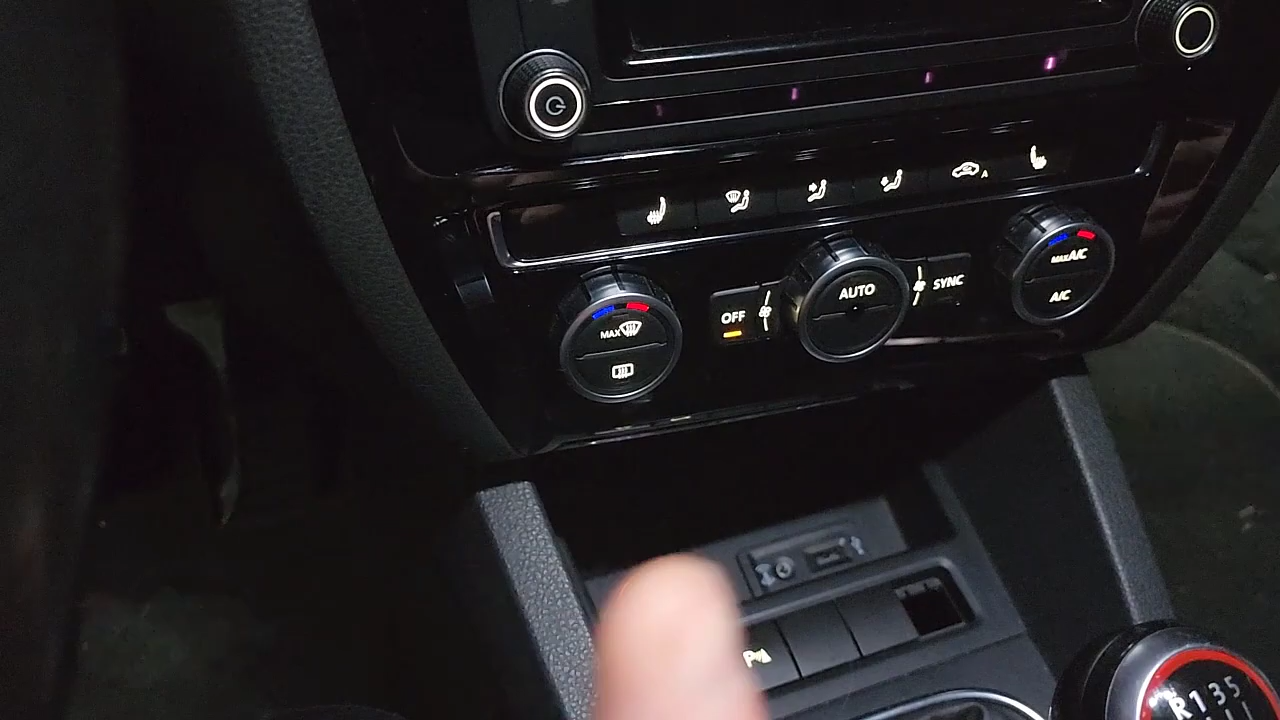 A
OFF
AUTO
SYNC
MAX
MAX A/C
A/C
P
R 1 3 5